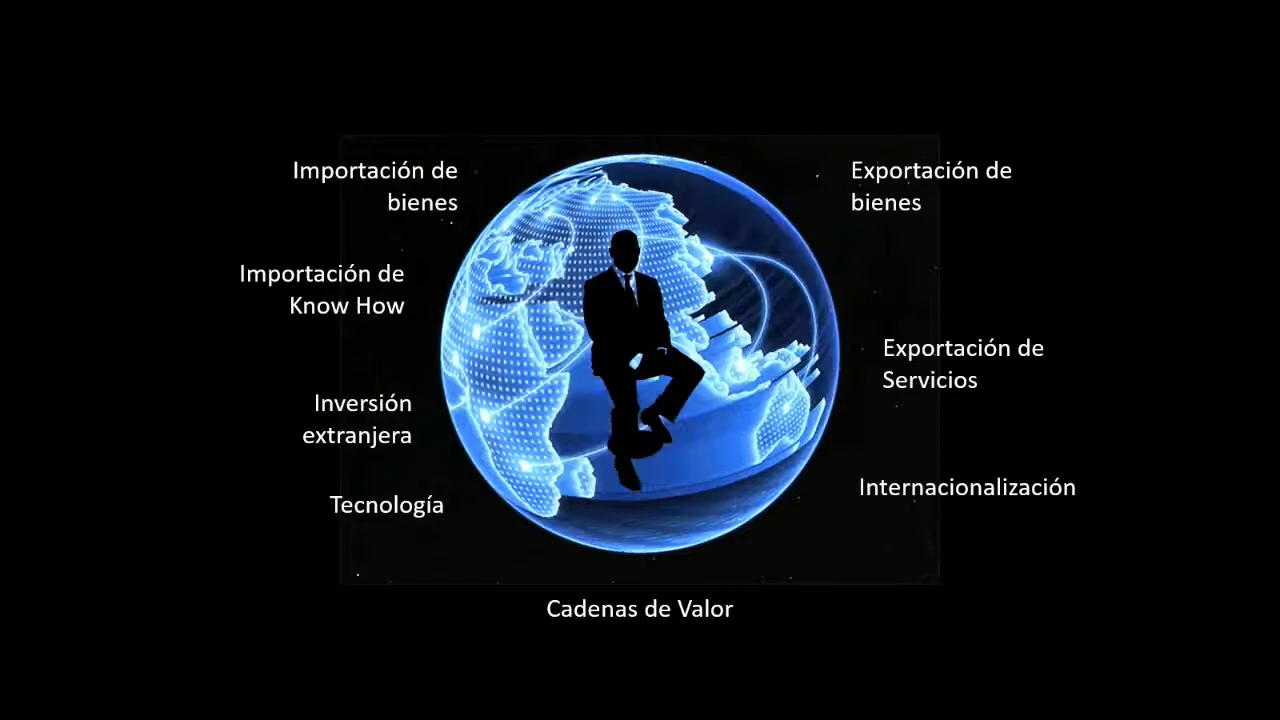 Importación de
bienes
Importación de
Know How
Inversión
extranjera
Tecnología
Exportación de
bienes
Exportación de
Servicios
Internacionalización
Cadenas de Valor